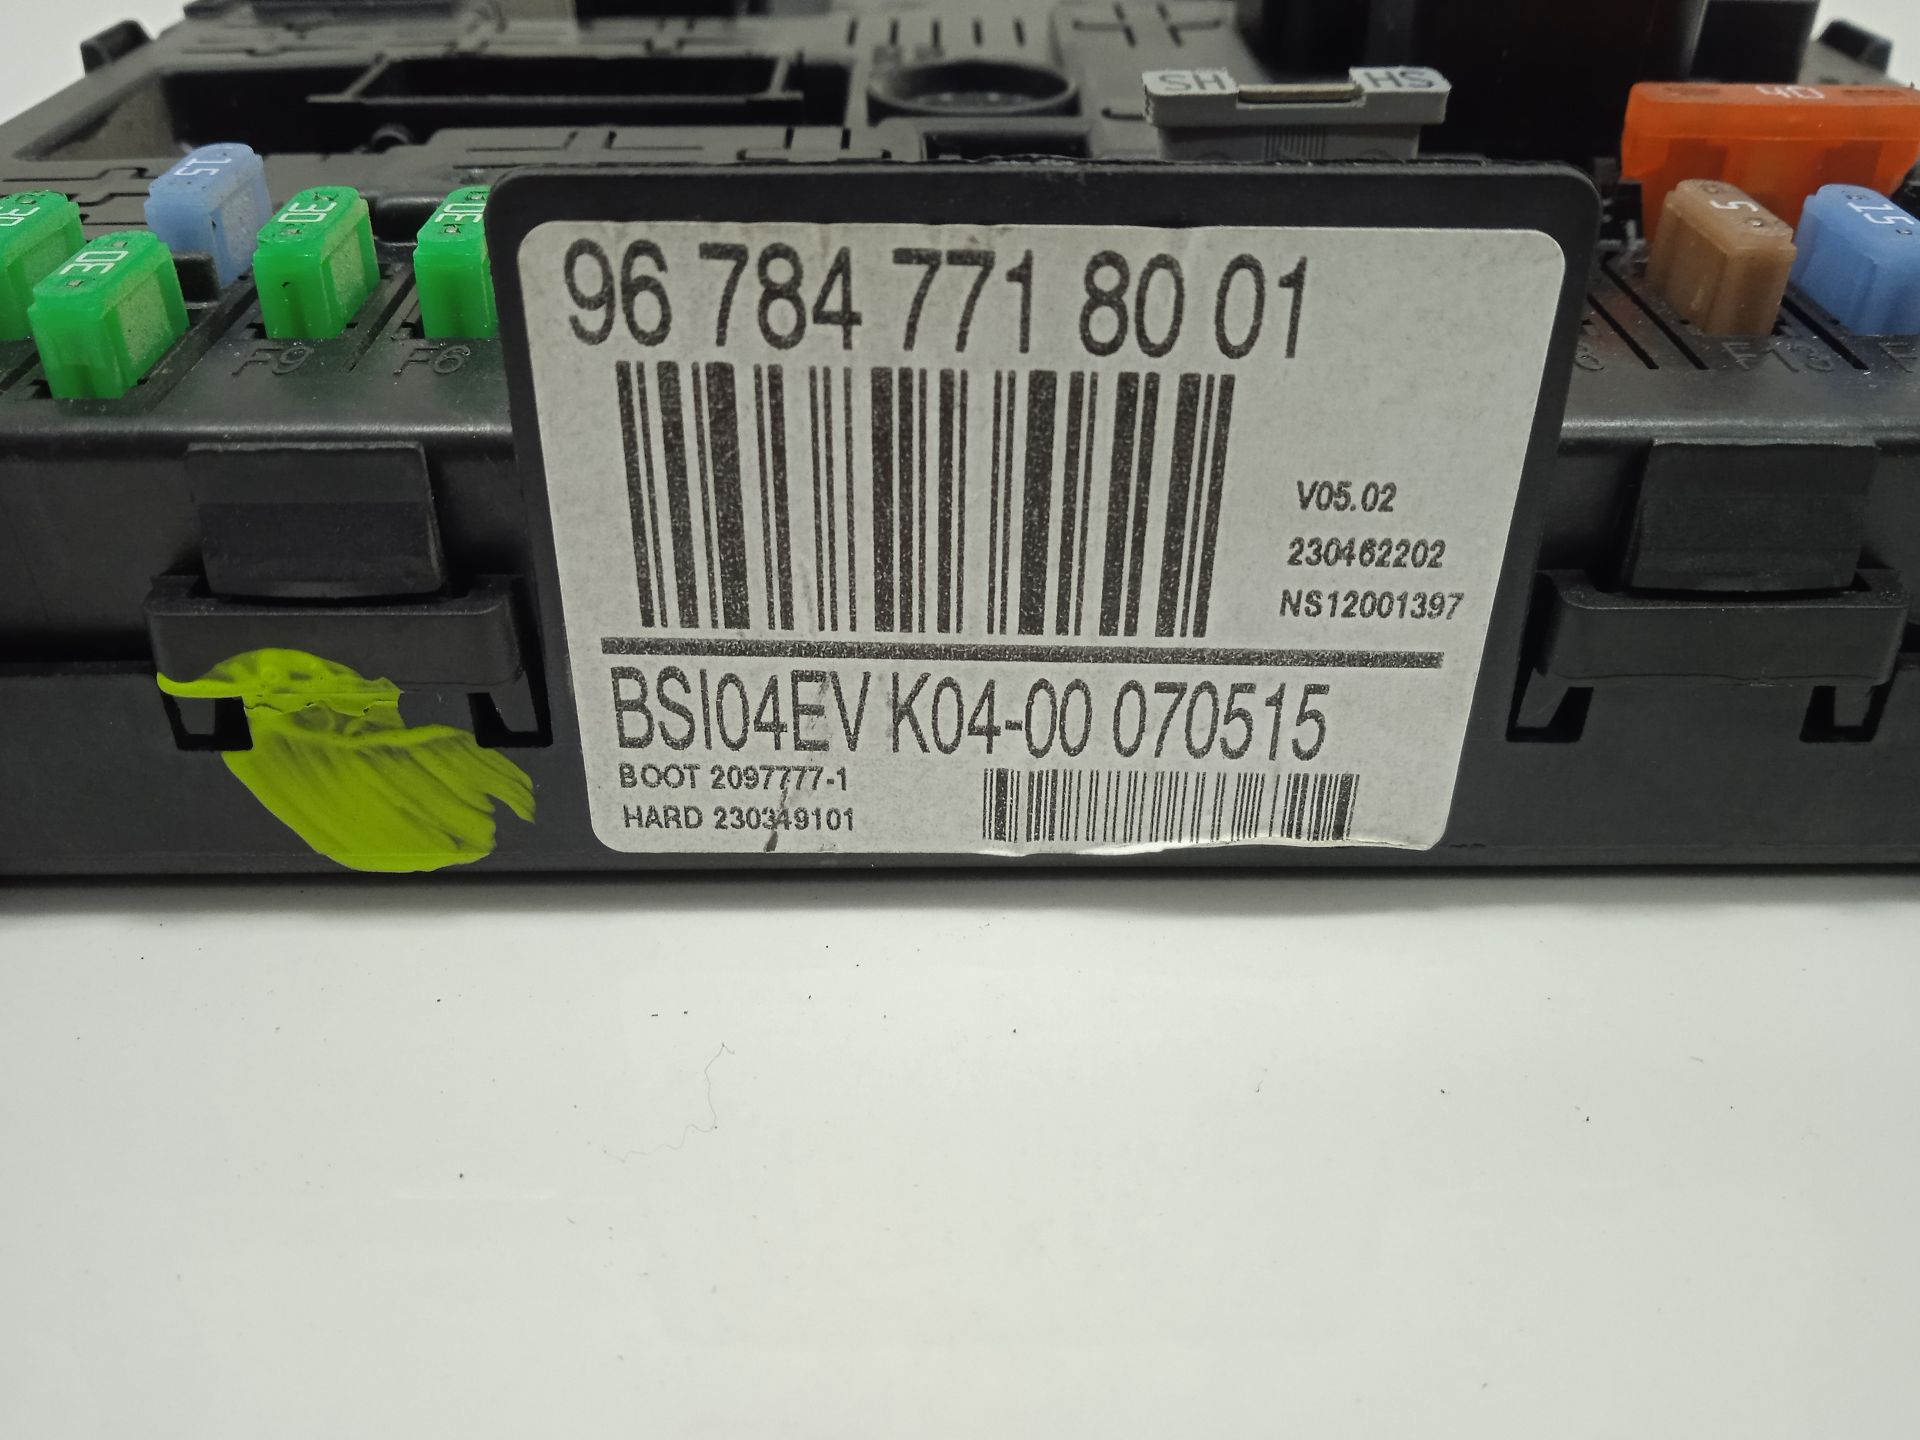 SH HS
40
15
30
30
30
30
5
15
F9
F6
F13
96 784 771 80 01
V05.02
230462202
NS12001397
BSI04EV K04-00 070515
BOOT 2097777-1
HARD 230349101